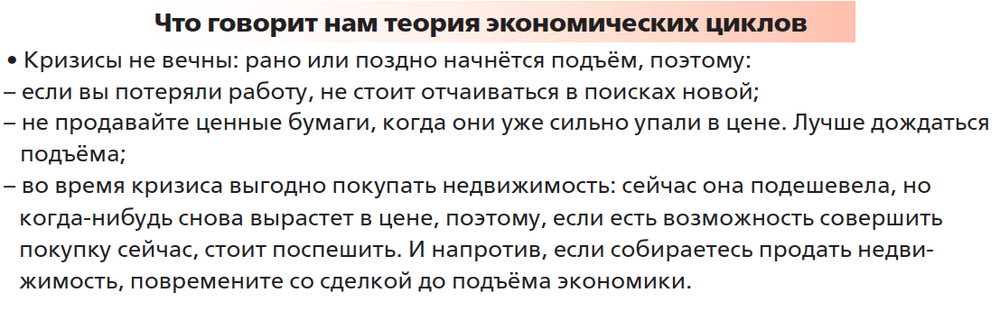 Что говорит нам теория экономических циклов
• Кризисы не вечны: рано или поздно начнётся подъём, поэтому:
– если вы потеряли работу, не стоит отчаиваться в поисках новой;
– не продавайте ценные бумаги, когда они уже сильно упали в цене. Лучше дождаться
подъёма;
– во время кризиса выгодно покупать недвижимость: сейчас она подешевела, но
когда-нибудь снова вырастет в цене, поэтому, если есть возможность совершить
покупку сейчас, стоит поспешить. И напротив, если собираетесь продать недви-
жимость, повремените со сделкой до подъёма экономики.